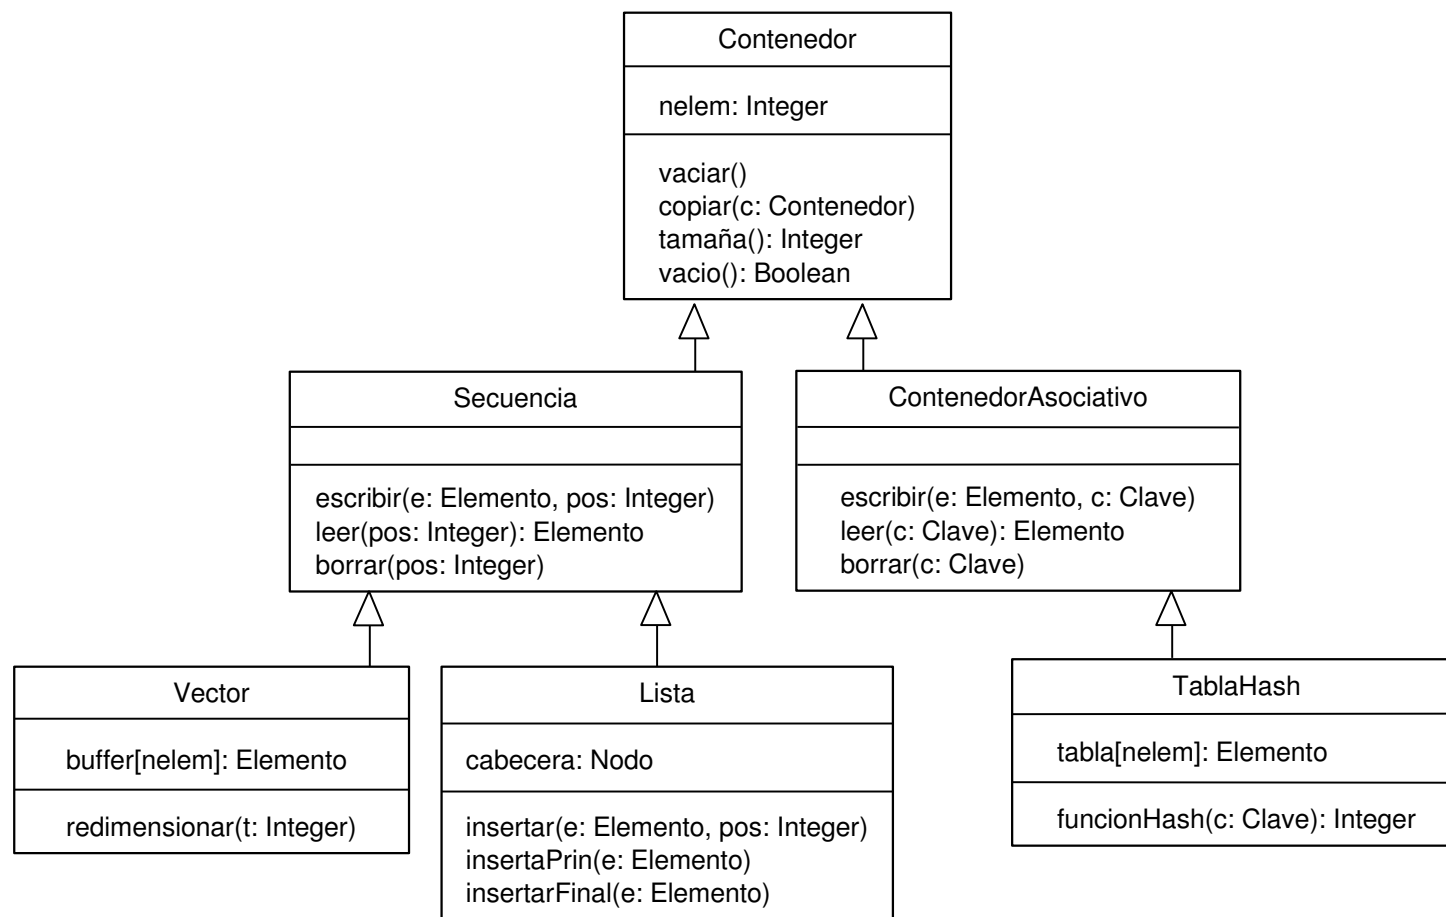 Contenedor
nelem: Integer
vaciar()
copiar(c: Contenedor)
tamaña(): Integer
vacio(): Boolean
Secuencia
escribir(e: Elemento, pos: Integer)
leer(pos: Integer): Elemento
borrar(pos: Integer)
ContenedorAsociativo
escribir(e: Elemento, c: Clave)
leer(c: Clave): Elemento
borrar(c: Clave)
Vector
buffer[nelem]: Elemento
redimensionar(t: Integer)
Lista
cabecera: Nodo
insertar(e: Elemento, pos: Integer)
insertaPrin(e: Elemento)
insertarFinal(e: Elemento)
TablaHash
tabla[nelem]: Elemento
funcionHash(c: Clave): Integer